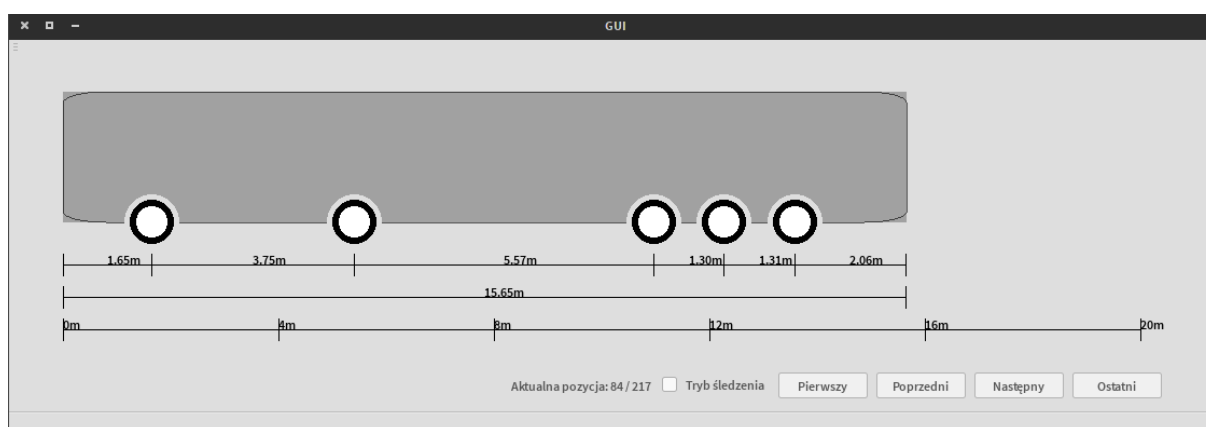 GUI
1.65m 3.75m 5.57m 1.30m 1.31m 2.06m
15.65m
0m 4m 8m 12m 16m 20m
Aktualna pozycja: 84 / 217 Tryb śledzenia Pierwszy Poprzedni Następny Ostatni